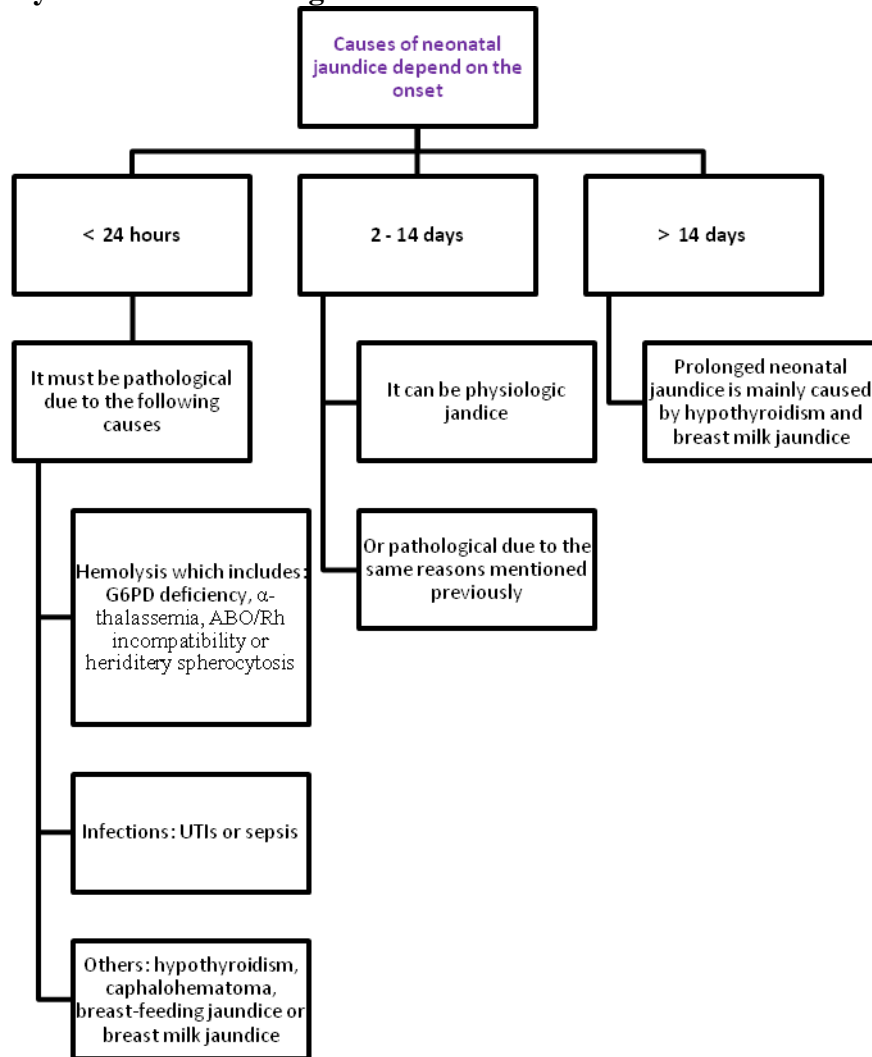 Causes of neonatal
jaundice depend on the
onset
< 24 hours
2 - 14 days
> 14 days
It must be pathological
due to the following
causes
It can be physiologic
jandice
Prolonged neonatal
jaundice is mainly caused
by hypothyroidism and
breast milk jaundice
Hemolysis which includes:
G6PD deficiency, α-
thalassemia, ABO/Rh
incompatibility or
heriditery spherocytosis
Or pathological due to the
same reasons mentioned
previously
Infections: UTIs or sepsis
Others: hypothyroidism,
caphalohematoma,
breast-feeding jaundice or
breast milk jaundice